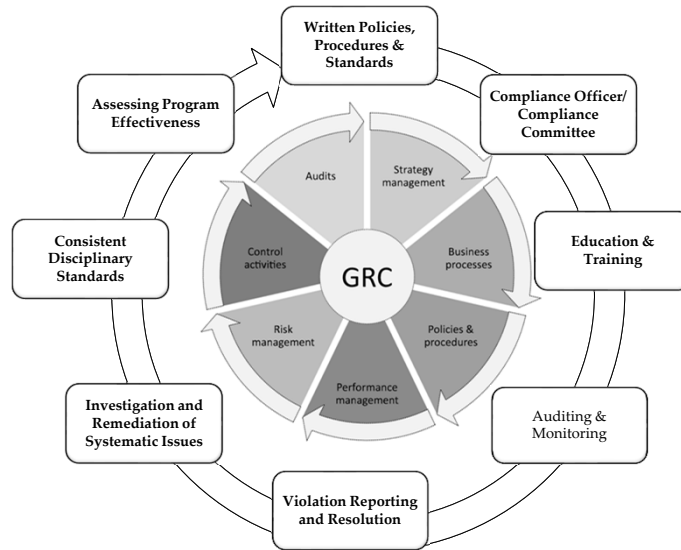 Written Policies,
Procedures &
Standards
Compliance Officer/
Compliance
Committee
Education &
Training
Auditing &
Monitoring
Violation Reporting
and Resolution
Investigation and
Remediation of
Systematic Issues
Consistent
Disciplinary
Standards
Assessing Program
Effectiveness
Audits
Strategy
management
Business
processes
Policies &
procedures
Performance
management
Risk
management
Control
activities
GRC